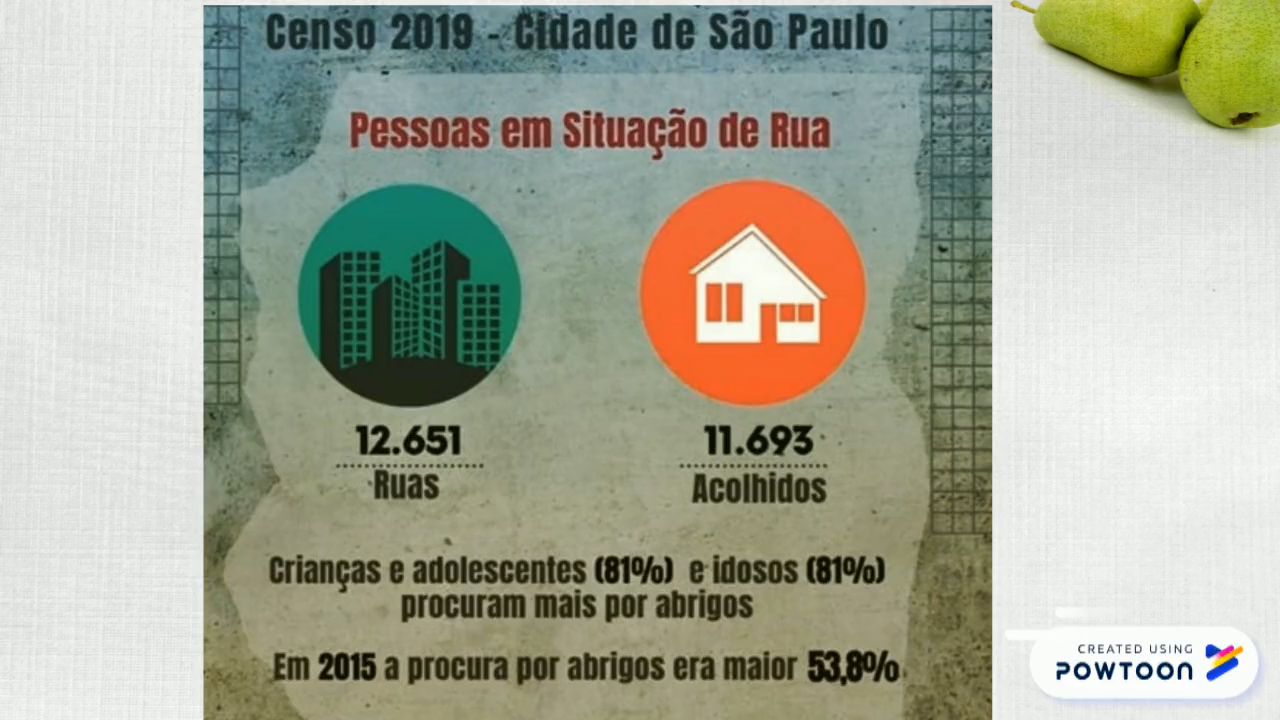 Censo 2019 - Cidade de São Paulo
Pessoas em Situação de Rua
12.651
Ruas
11.693
Acolhidos
Crianças e adolescentes (81%) e idosos (81%)
procuram mais por abrigos
Em 2015 a procura por abrigos era maior 53,8%
CREATED USING
POWTOON